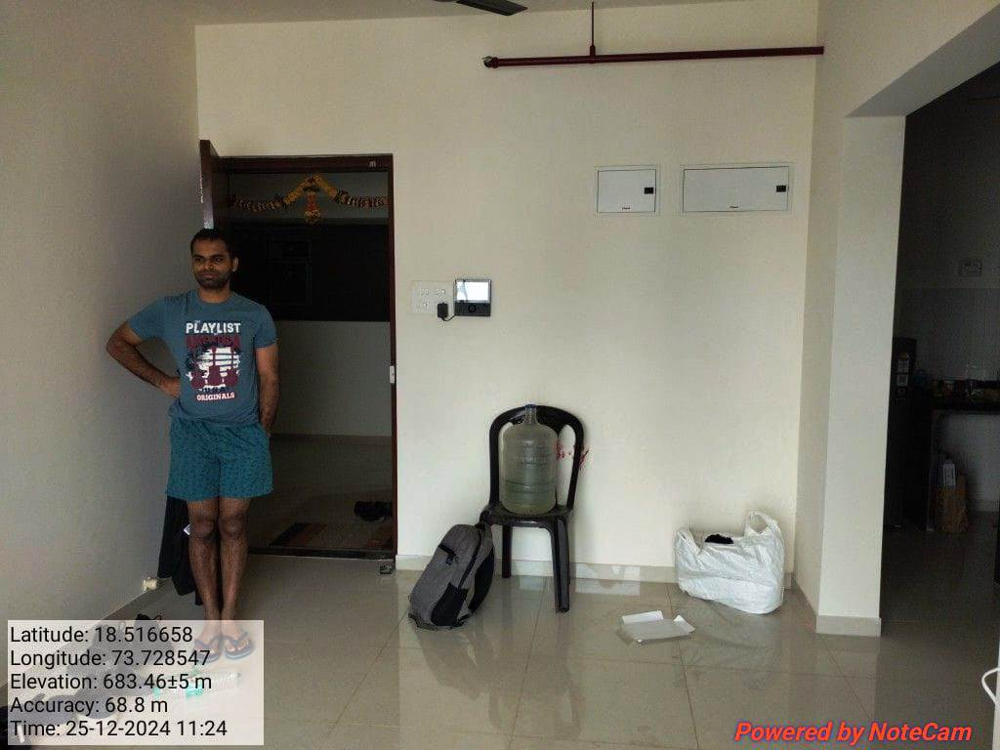 PLAYLIST
ORIGINALS
Latitude: 18.516658
Longitude: 73.728547
Elevation: 683.46±5 m
Accuracy: 68.8 m
Time: 25-12-2024 11:24
Powered by NoteCam